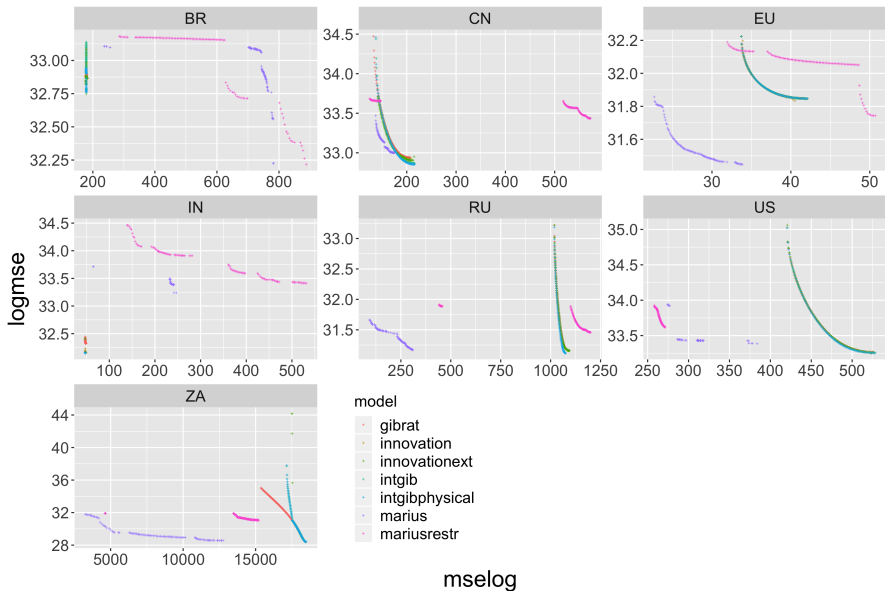 BR CN EU
33.00
32.75
32.50
32.25
200 400 600 800
34.5
34.0
33.5
33.0
200 300 400 500
32.2
32.0
31.8
31.6
30 40 50
IN RU US
34.5
34.0
33.5
33.0
32.5
100 200 300 400 500
33.0
32.5
32.0
31.5
250 500 750 1000 1250
35.0
34.5
34.0
33.5
250 300 350 400 450 500
ZA
44
40
36
32
28
5000 10000 15000
logmse
model
gibrat
innovation
innovationext
intgib
intgibphysical
marius
mariusrestr
mselog